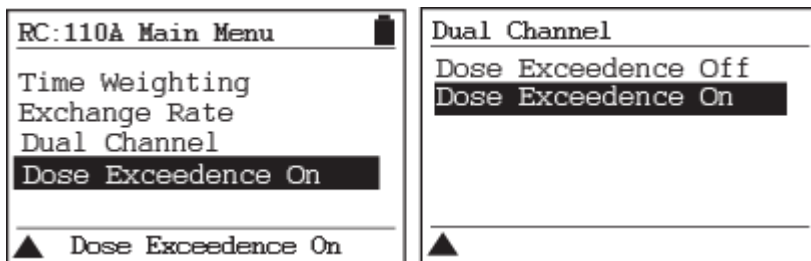 RC:110A Main Menu
Time Weighting
Exchange Rate
Dual Channel
Dose Exceedence On
Dose Exceedence On
Dual Channel
Dose Exceedence Off
Dose Exceedence On